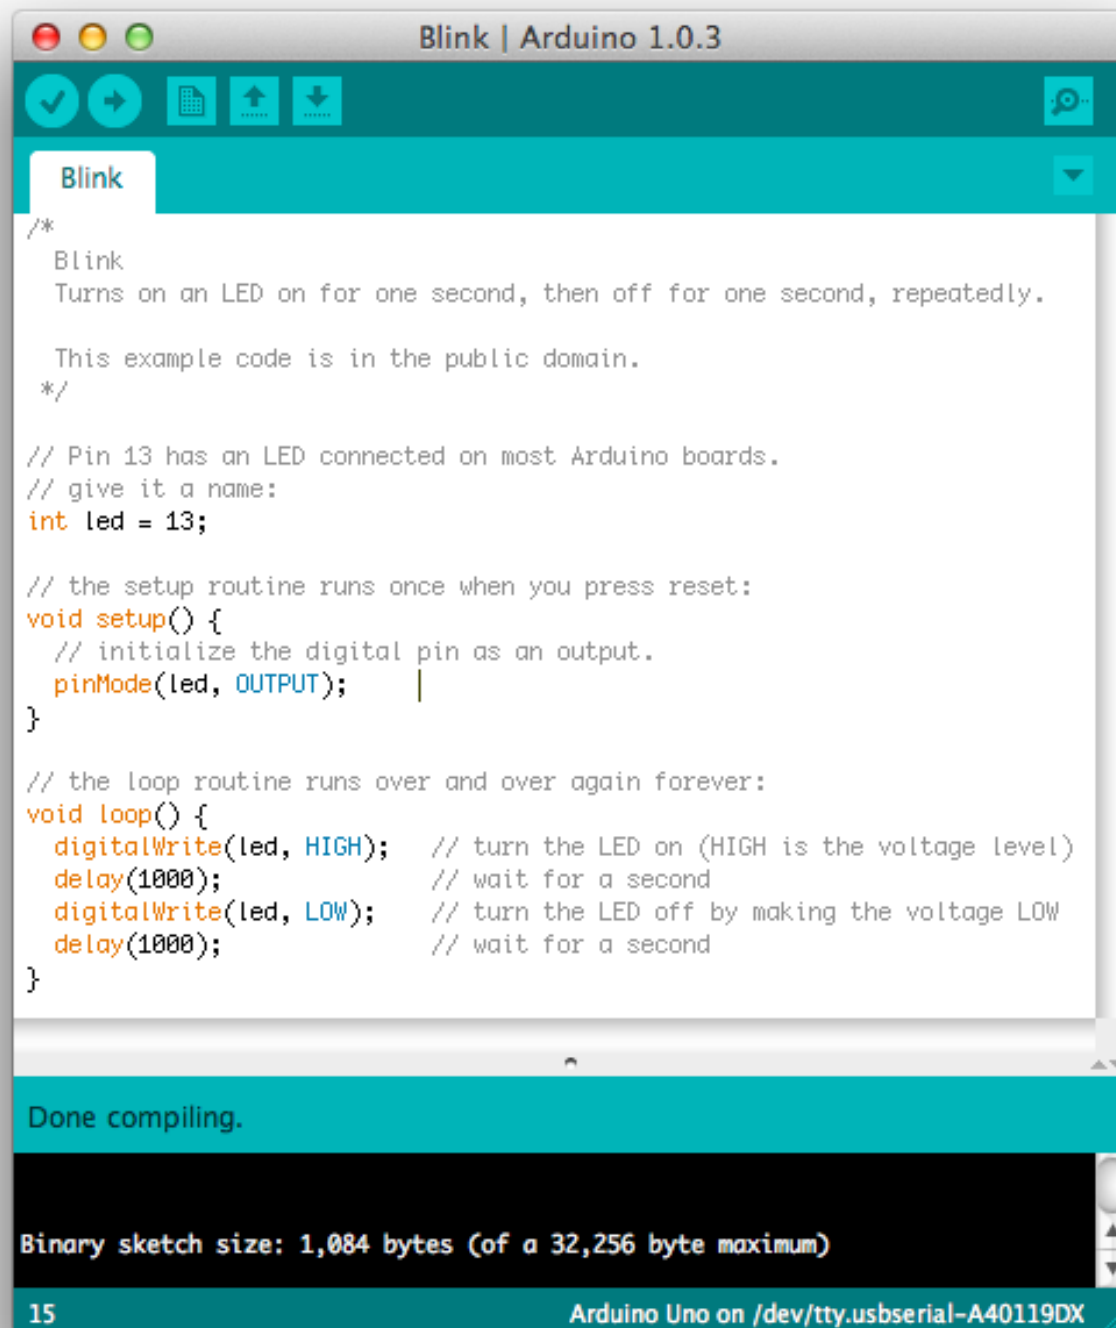 Blink | Arduino 1.0.3
Blink
/*
  Blink
  Turns on an LED on for one second, then off for one second, repeatedly.

  This example code is in the public domain.
 */

// Pin 13 has an LED connected on most Arduino boards.
// give it a name:
int led = 13;

// the setup routine runs once when you press reset:
void setup() {
  // initialize the digital pin as an output.
  pinMode(led, OUTPUT);
}

// the loop routine runs over and over again forever:
void loop() {
  digitalWrite(led, HIGH);   // turn the LED on (HIGH is the voltage level)
  delay(1000);               // wait for a second
  digitalWrite(led, LOW);    // turn the LED off by making the voltage LOW
  delay(1000);               // wait for a second
}
Done compiling.
Binary sketch size: 1,084 bytes (of a 32,256 byte maximum)
15 Arduino Uno on /dev/tty.usbserial-A40119DX